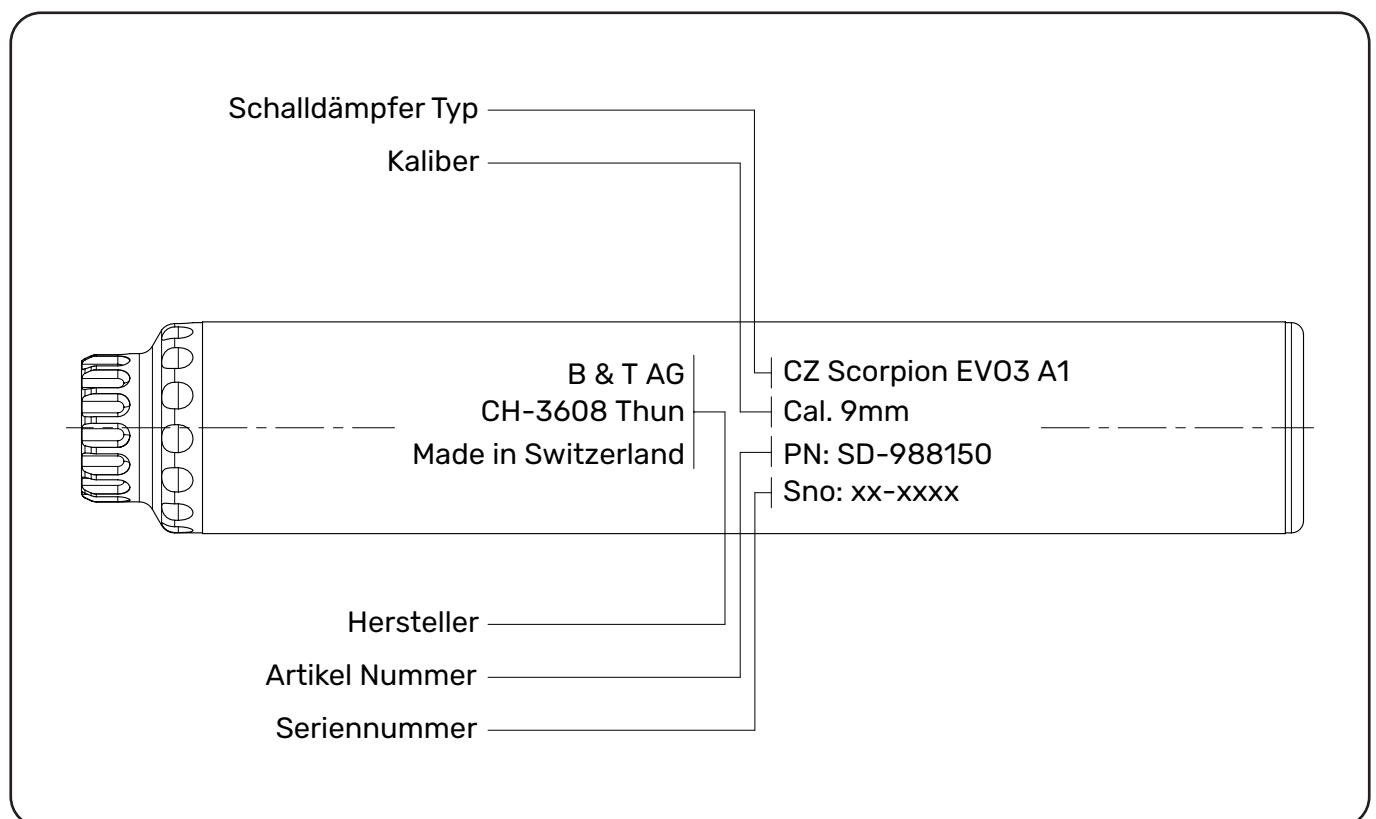 Schalldämpfer Typ
Kaliber
B & T AG
CH-3608 Thun
Made in Switzerland
CZ Scorpion EVO3 A1
Cal. 9mm
PN: SD-988150
Sno: xx-xxxx
Hersteller
Artikel Nummer
Seriennummer